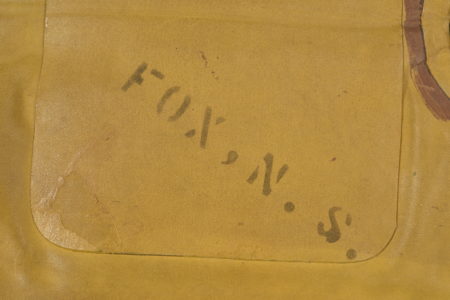 FOX, N. S.